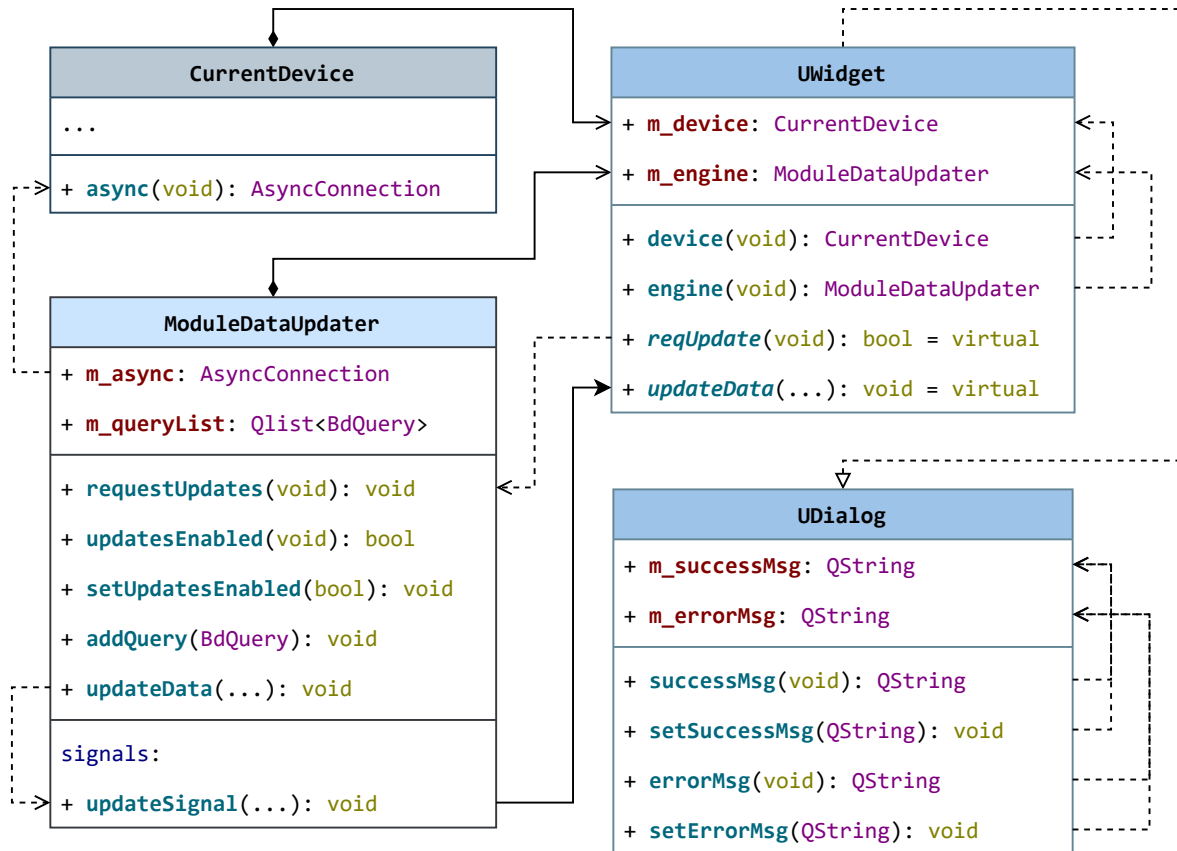 CurrentDevice
...
+ async(void): AsyncConnection
ModuleDataUpdater
+ m_async: AsyncConnection
+ m_queryList: Qlist<BdQuery>
+ requestUpdates(void): void
+ updatesEnabled(void): bool
+ setUpdatesEnabled(bool): void
+ addQuery(BdQuery): void
+ updateData(...): void
signals:
+ updateSignal(...): void
UWidget
+ m_device: CurrentDevice
+ m_engine: ModuleDataUpdater
+ device(void): CurrentDevice
+ engine(void): ModuleDataUpdater
+ reqUpdate(void): bool = virtual
+ updateData(...): void = virtual
UDialog
+ m_successMsg: QString
+ m_errorMsg: QString
+ successMsg(void): QString
+ setSuccessMsg(QString): void
+ errorMsg(void): QString
+ setErrorMsg(QString): void